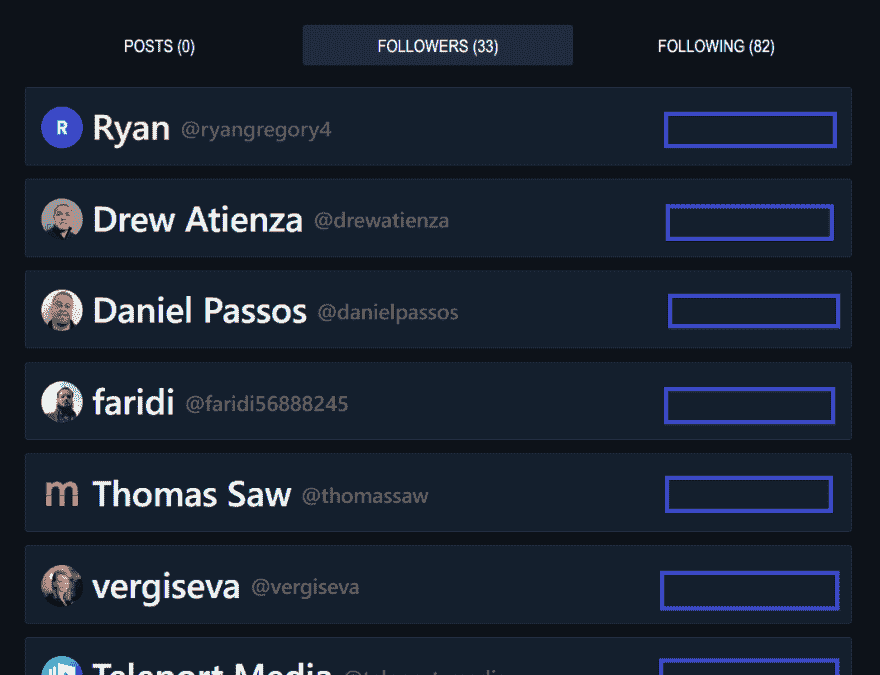 POSTS (0) FOLLOWERS (33) FOLLOWING (82)
R Ryan @ryangregory4
Drew Atienza @drewatienza
Daniel Passos @danielpassos
faridi @faridi56888245
m Thomas Saw @thomassaw
vergiseva @vergiseva
Teleport Media